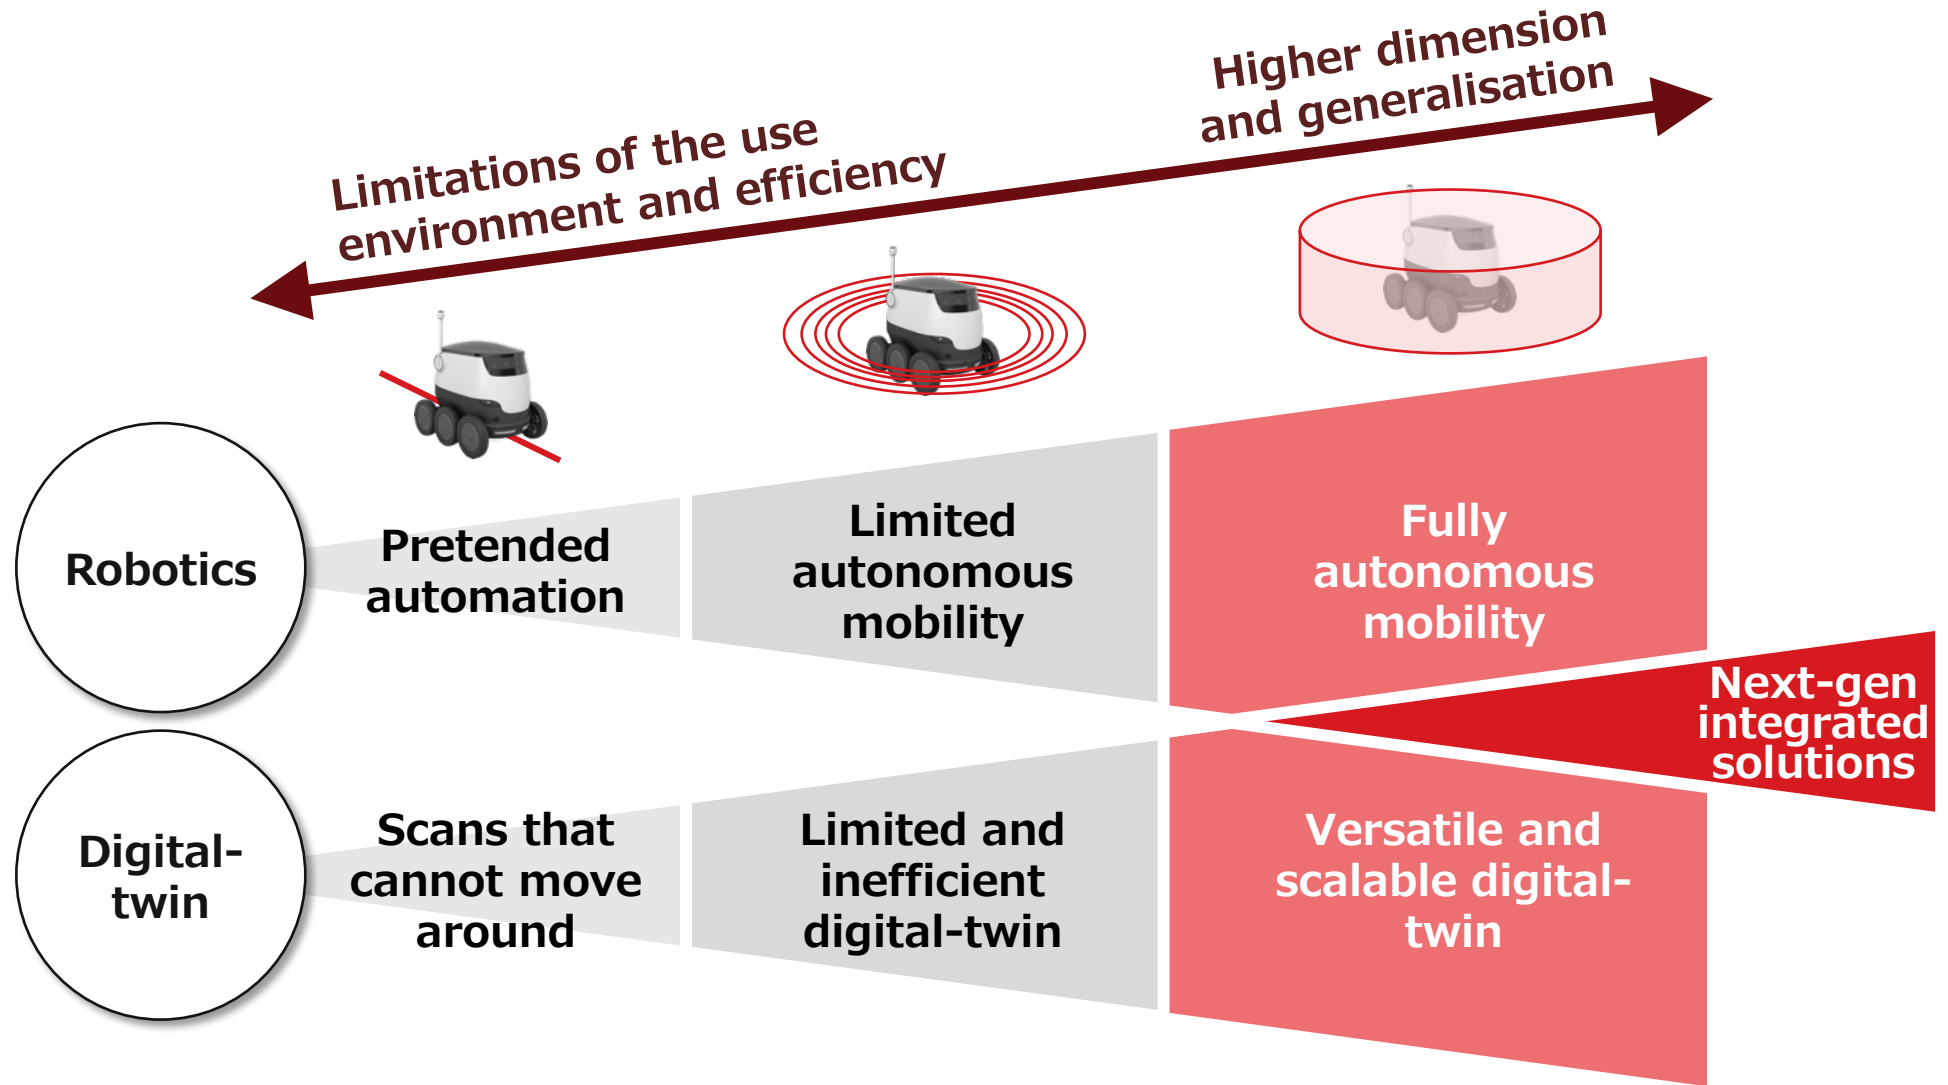 Higher dimension
and generalisation
Limitations of the use
environment and efficiency
Robotics
Pretended
automation
Limited
autonomous
mobility
Fully
autonomous
mobility
Next-gen
integrated
solutions
Digital-
twin
Scans that
cannot move
around
Limited and
inefficient
digital-twin
Versatile and
scalable digital-
twin